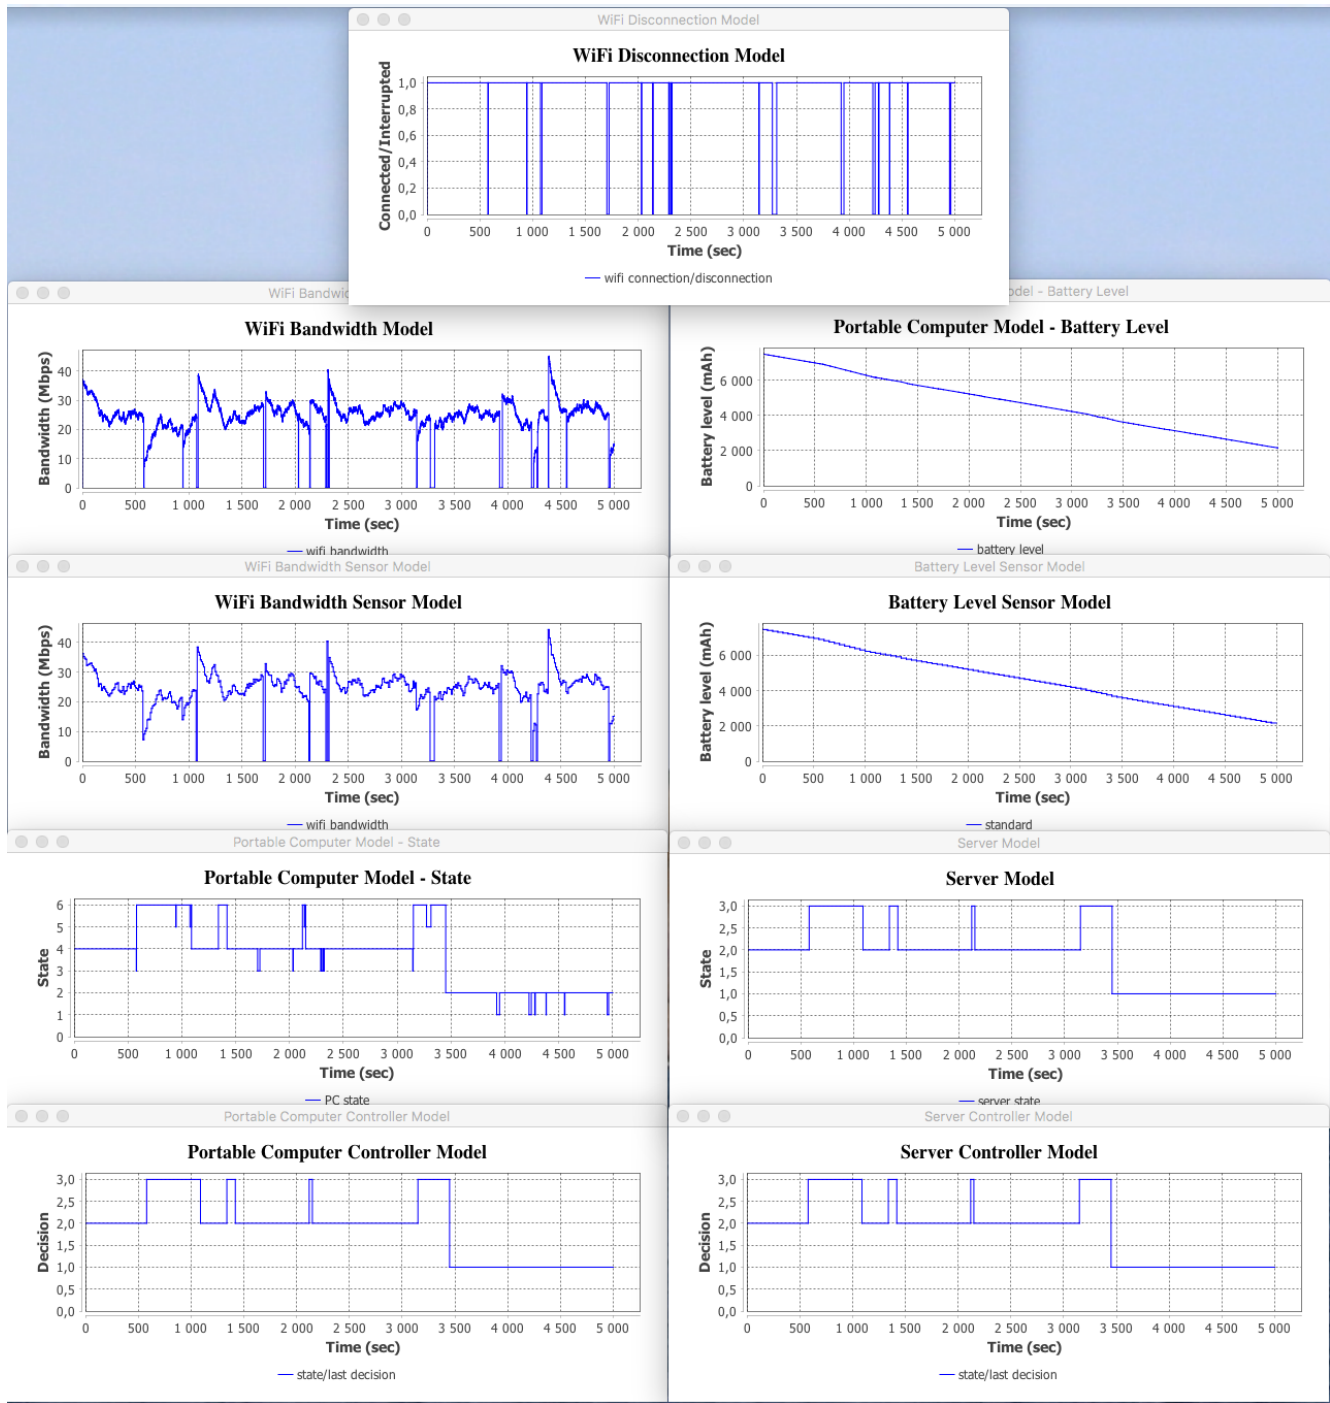 WiFi Disconnection Model
WiFi Disconnection Model
Connected/Interrupted
1,0
0,8
0,6
0,4
0,2
0,0
0 500 1 000 1 500 2 000 2 500 3 000 3 500 4 000 4 500 5 000
Time (sec)
wifi connection/disconnection
WiFi Bandwid
WiFi Bandwidth Model
Bandwidth (Mbps)
40
30
20
10
0
0 500 1 000 1 500 2 000 2 500 3 000 3 500 4 000 4 500 5 000
Time (sec)
wifi bandwidth
odel - Battery Level
Portable Computer Model - Battery Level
Battery level (mAh)
6 000
4 000
2 000
0
0 500 1 000 1 500 2 000 2 500 3 000 3 500 4 000 4 500 5 000
Time (sec)
battery level
WiFi Bandwidth Sensor Model
WiFi Bandwidth Sensor Model
Bandwidth (Mbps)
40
30
20
10
0
0 500 1 000 1 500 2 000 2 500 3 000 3 500 4 000 4 500 5 000
Time (sec)
wifi bandwidth
Battery Level Sensor Model
Battery Level Sensor Model
Battery level (mAh)
6 000
4 000
2 000
0
0 500 1 000 1 500 2 000 2 500 3 000 3 500 4 000 4 500 5 000
Time (sec)
standard
Portable Computer Model - State
Portable Computer Model - State
State
6
5
4
3
2
1
0
0 500 1 000 1 500 2 000 2 500 3 000 3 500 4 000 4 500 5 000
Time (sec)
PC state
Server Model
Server Model
State
3,0
2,5
2,0
1,5
1,0
0,5
0,0
0 500 1 000 1 500 2 000 2 500 3 000 3 500 4 000 4 500 5 000
Time (sec)
server state
Portable Computer Controller Model
Portable Computer Controller Model
Decision
3,0
2,5
2,0
1,5
1,0
0,5
0,0
0 500 1 000 1 500 2 000 2 500 3 000 3 500 4 000 4 500 5 000
Time (sec)
state/last decision
Server Controller Model
Server Controller Model
Decision
3,0
2,5
2,0
1,5
1,0
0,5
0,0
0 500 1 000 1 500 2 000 2 500 3 000 3 500 4 000 4 500 5 000
Time (sec)
state/last decision